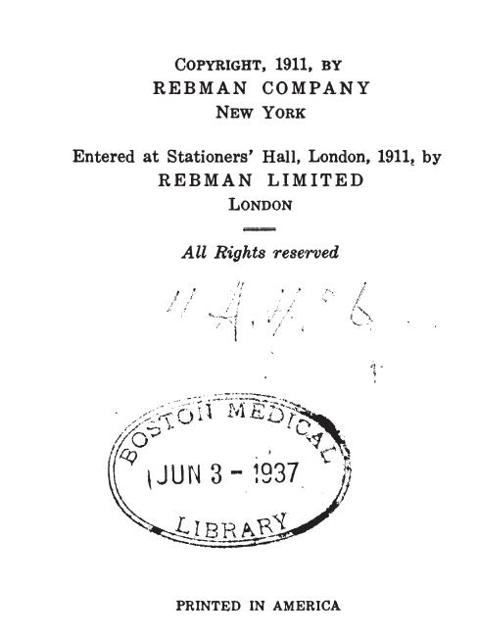 COPYRIGHT, 1911, BY
REBMAN COMPANY
NEW YORK
Entered at Stationers' Hall, London, 1911, by
REBMAN LIMITED
LONDON
All Rights reserved
BOSTON MEDICAL
JUN 3 - 1937
LIBRARY
PRINTED IN AMERICA